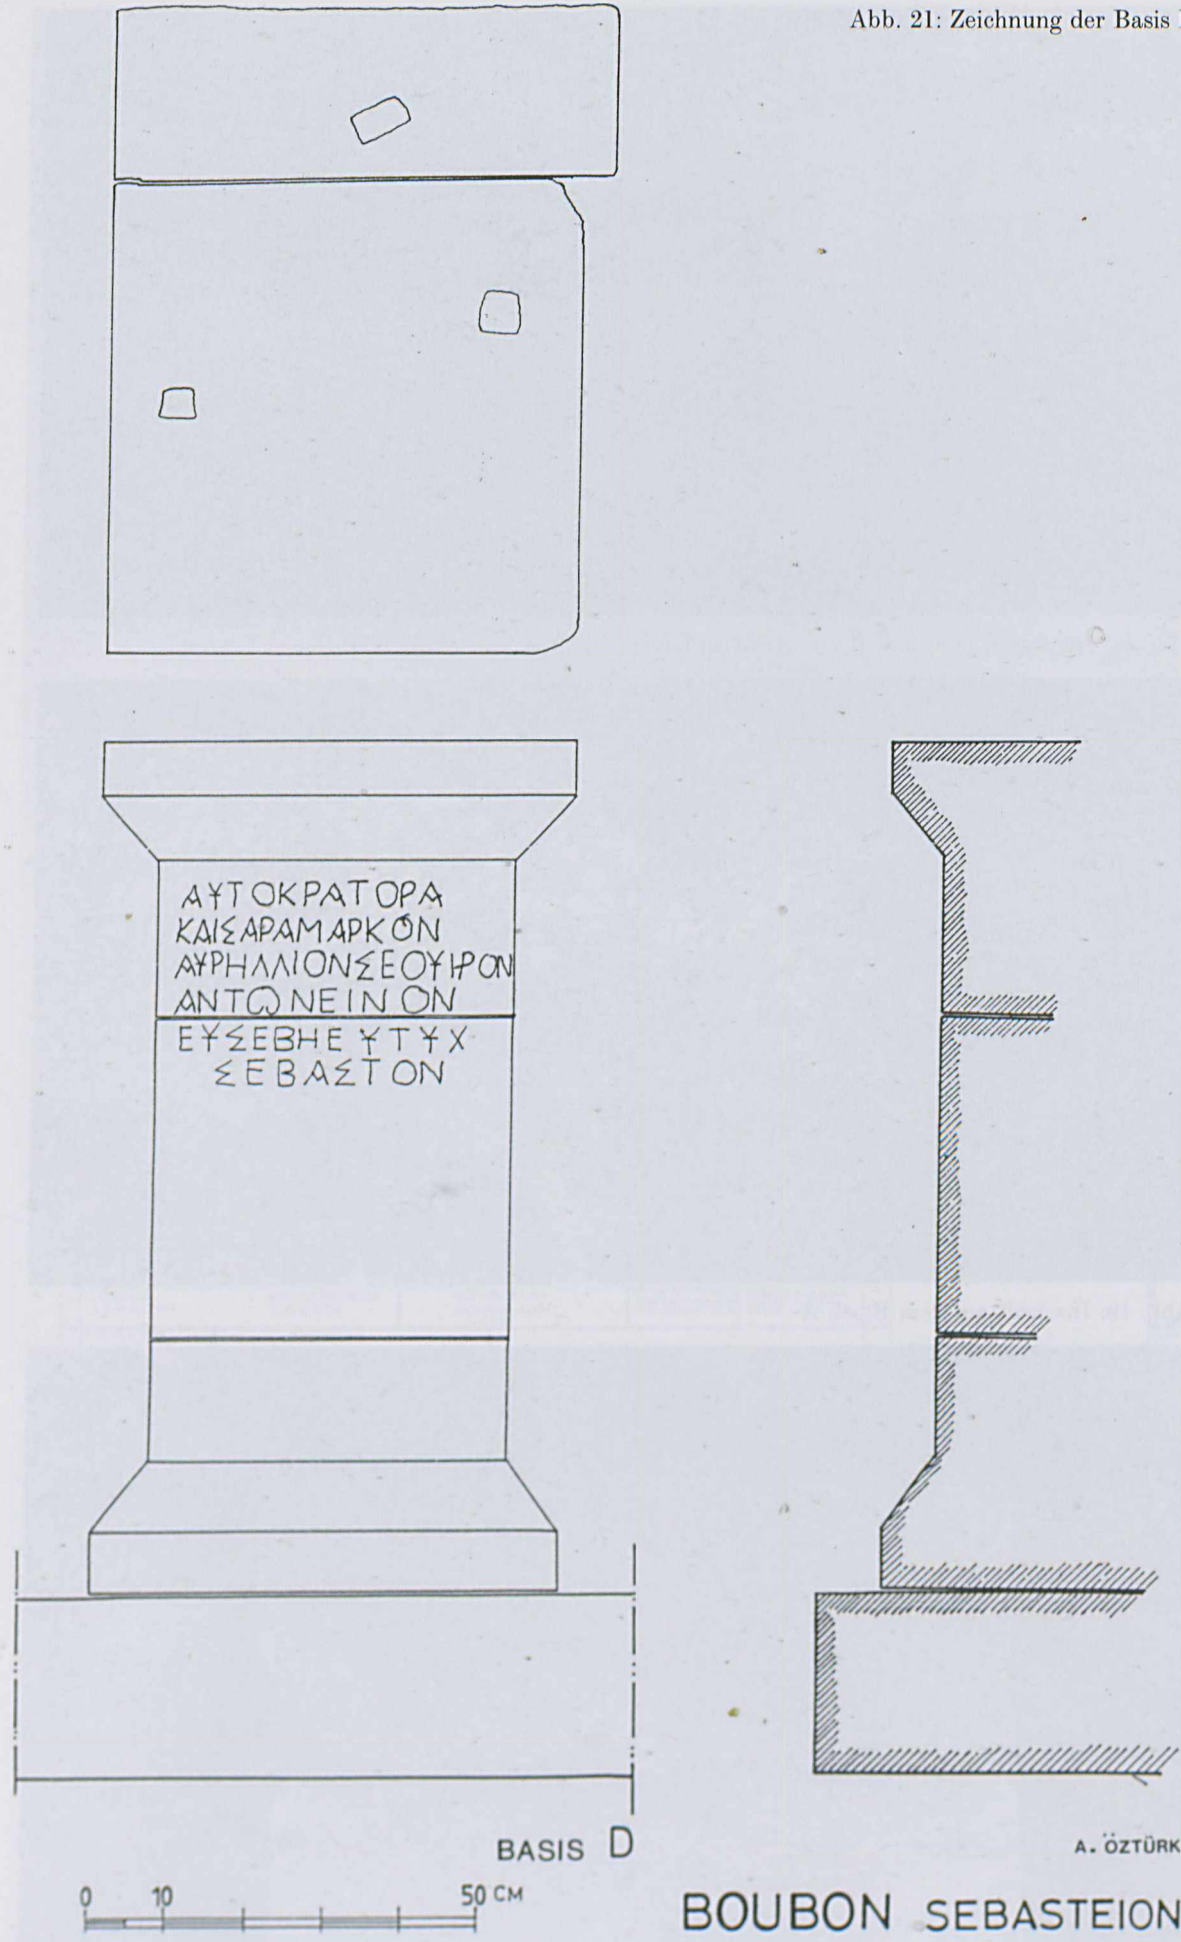 Abb. 21: Zeichnung der Basis
ΑΥΤΟΚΡΑΤΟΡΑ
ΚΑΙΣΑΡΑΜΑΡΚΟΝ
ΑΥΡΗΛΛΙΟΝΣΕΟΥΗΡΟΝ
ΑΝΤΩΝΕΙΝΟΝ
ΕΥΣΕΒΗΕΥΤΥΧ
ΣΕΒΑΣΤΟΝ
BASIS D
A. ÖZTÜRK
0 10 50 CM
BOUBON SEBASTEION